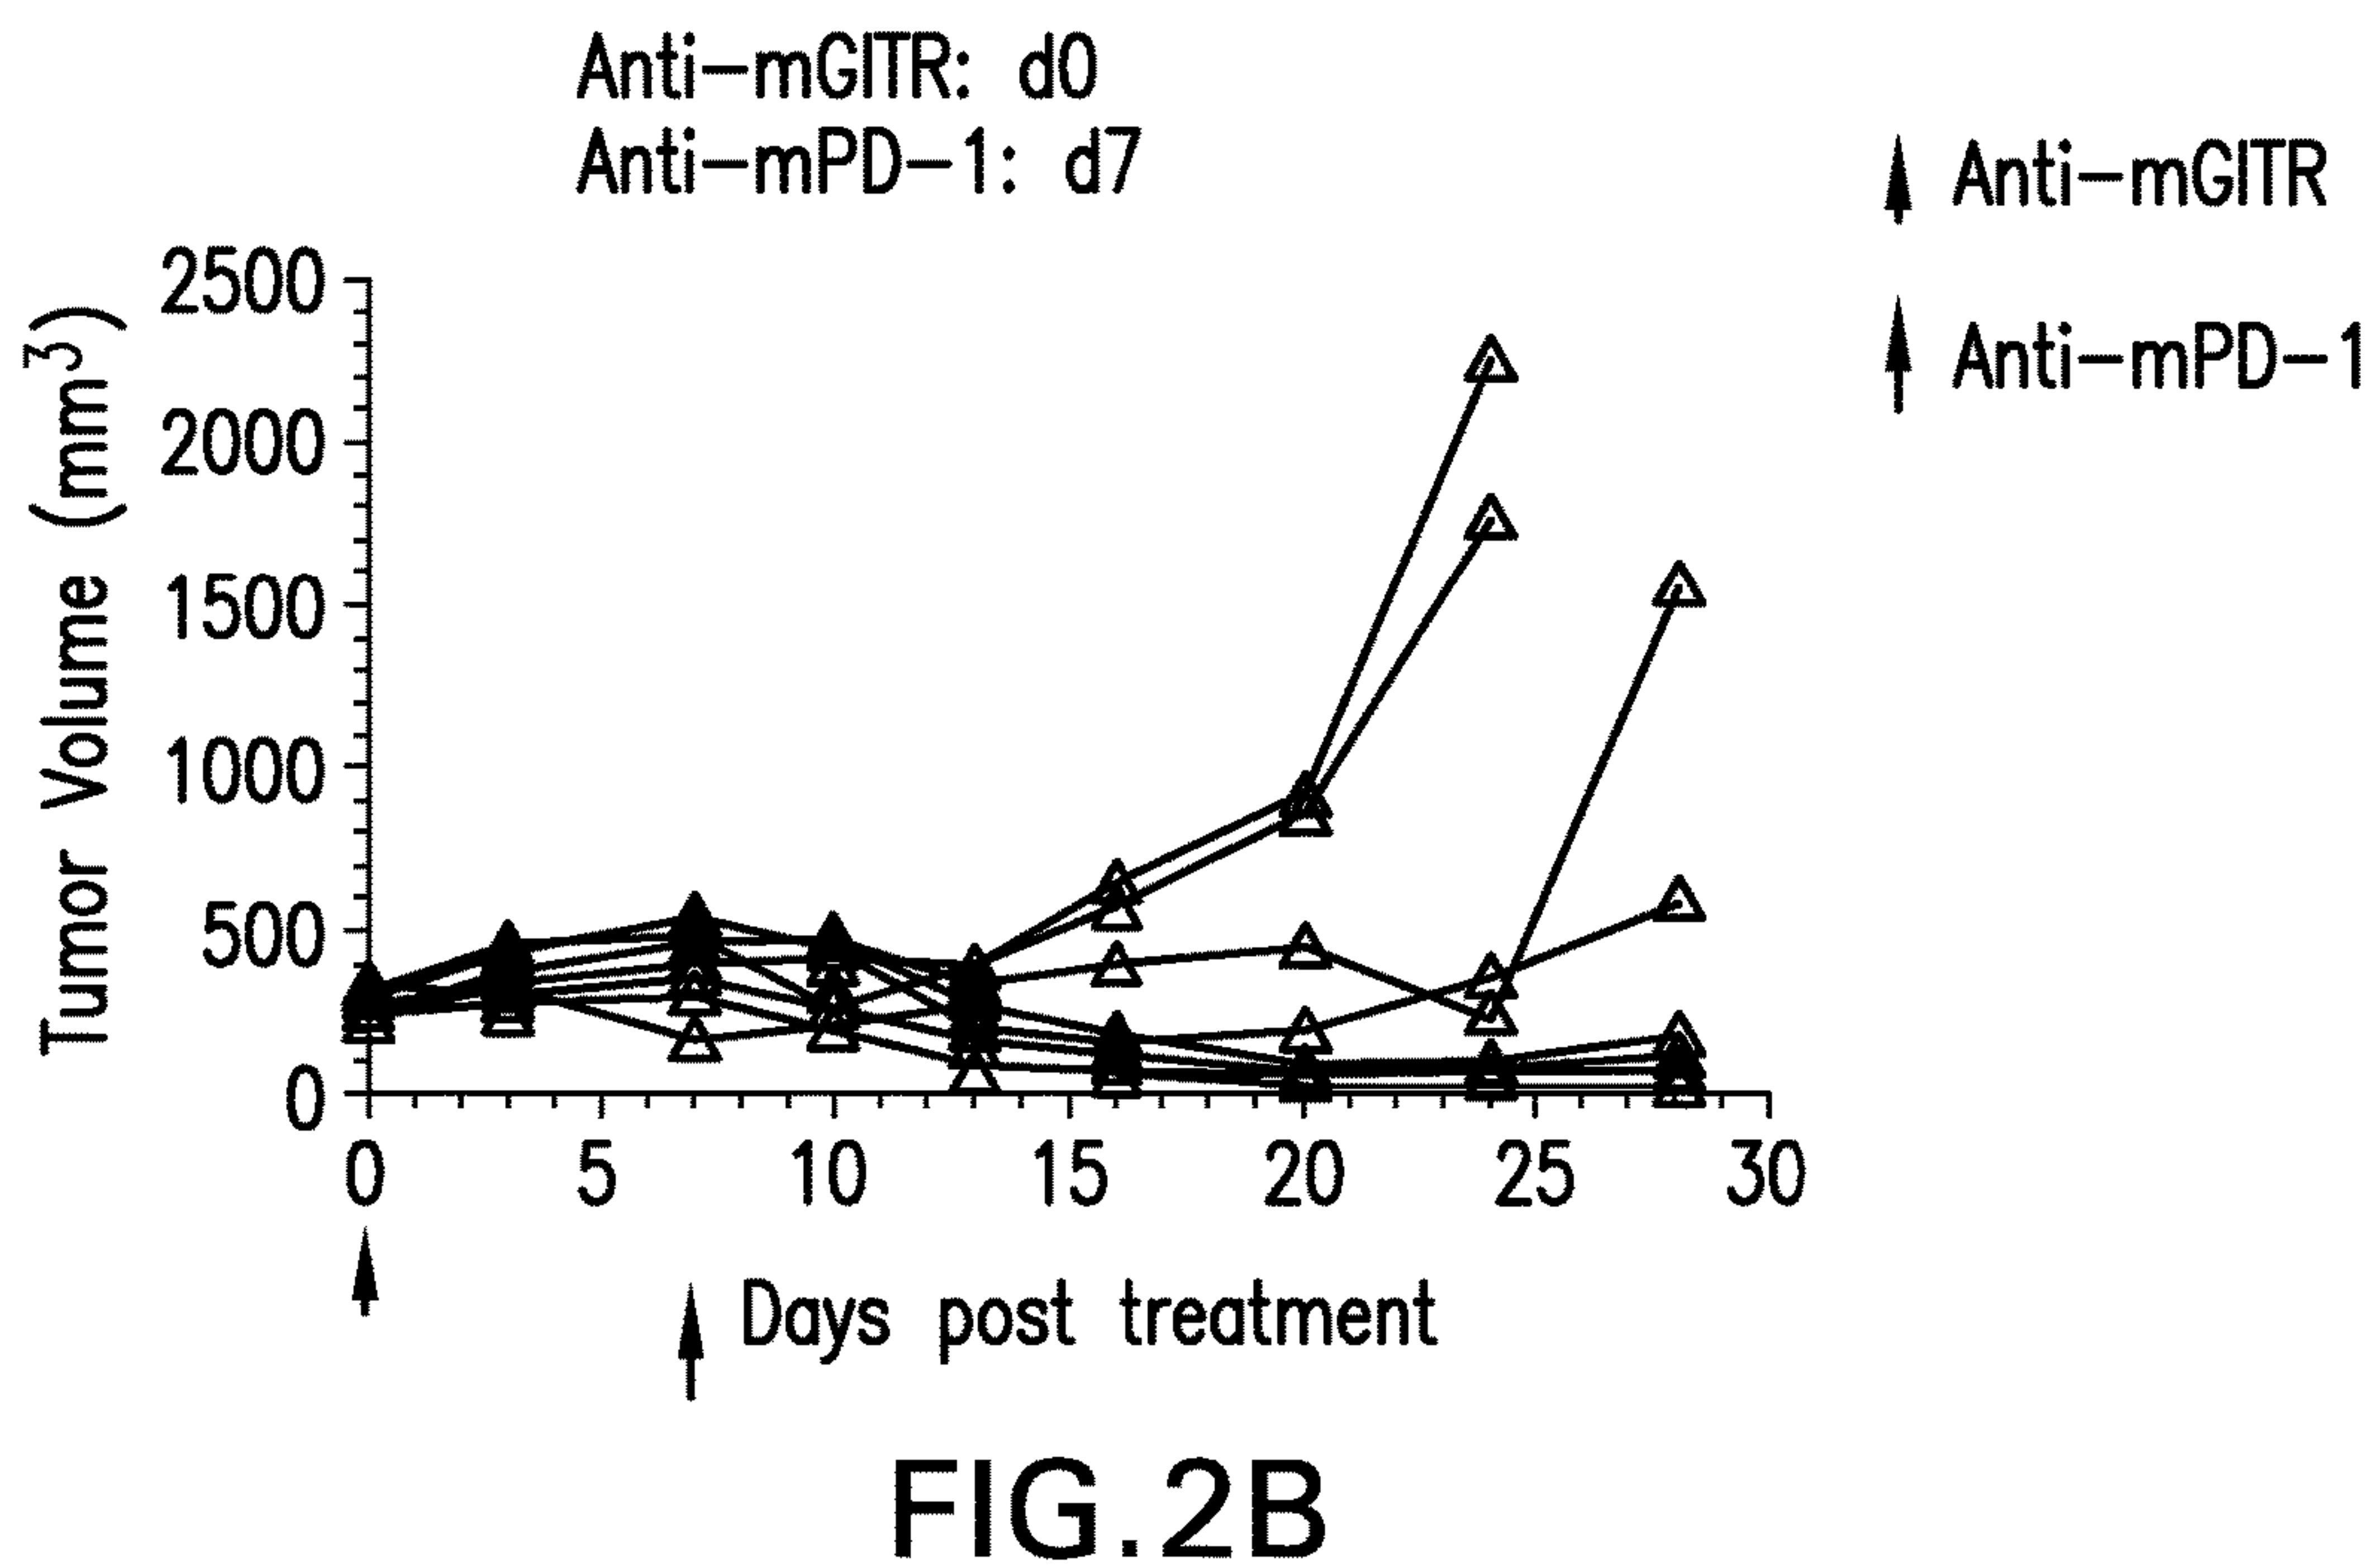 Anti-mGITR: d0
Anti-mPD-1: d7
Anti-mGITR
Anti-mPD-1
Tumor Volume (mm³)
2500
2000
1500
1000
500
0
0 5 10 15 20 25 30
Days post treatment
FIG.2B